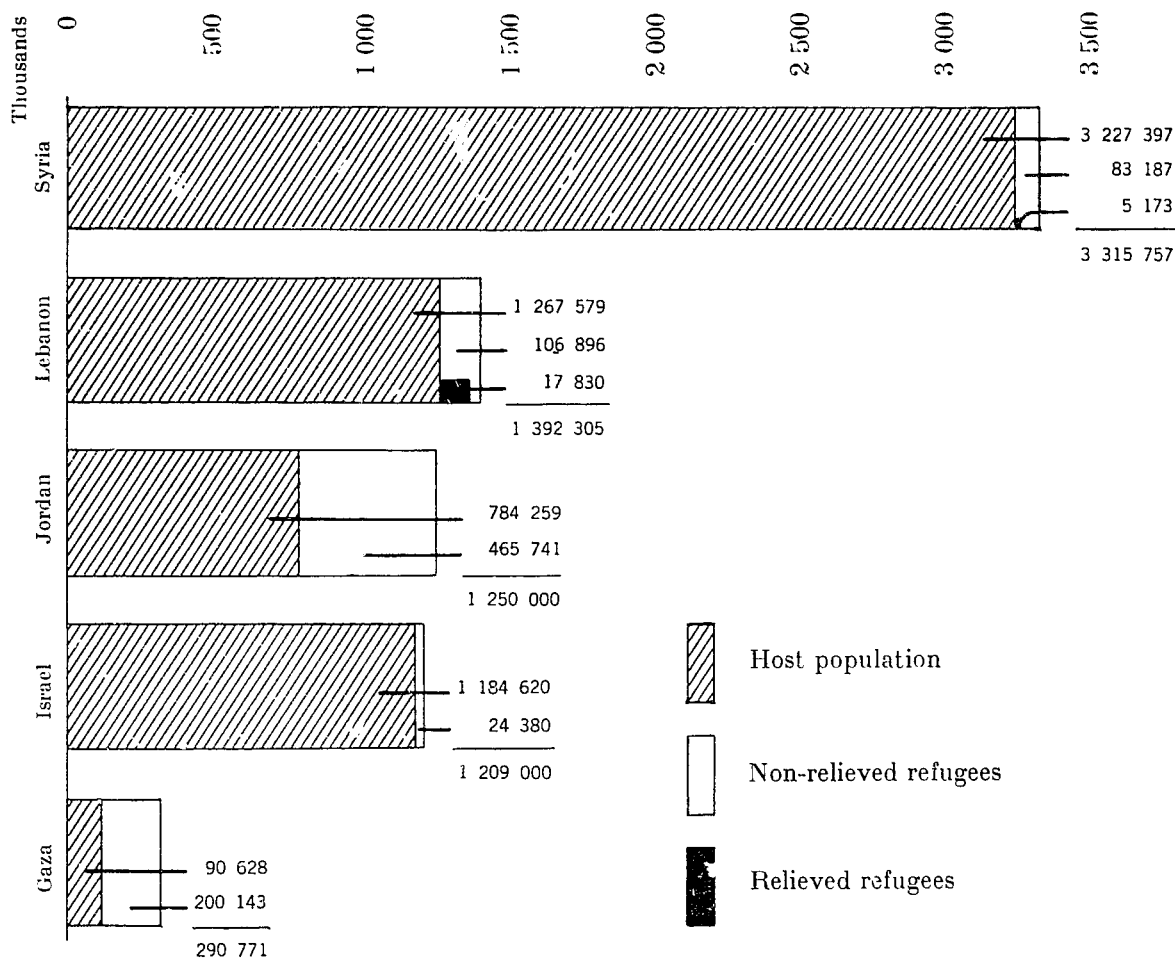 Thousands
0
500
1 000
1 500
2 000
2 500
3 000
3 500
Syria
3 227 397
83 187
5 173
3 315 757
Lebanon
1 267 579
106 896
17 830
1 392 305
Jordan
784 259
465 741
1 250 000
Israel
1 184 620
24 380
1 209 000
Gaza
90 628
200 143
290 771
Host population
Non-relieved refugees
Relieved refugees